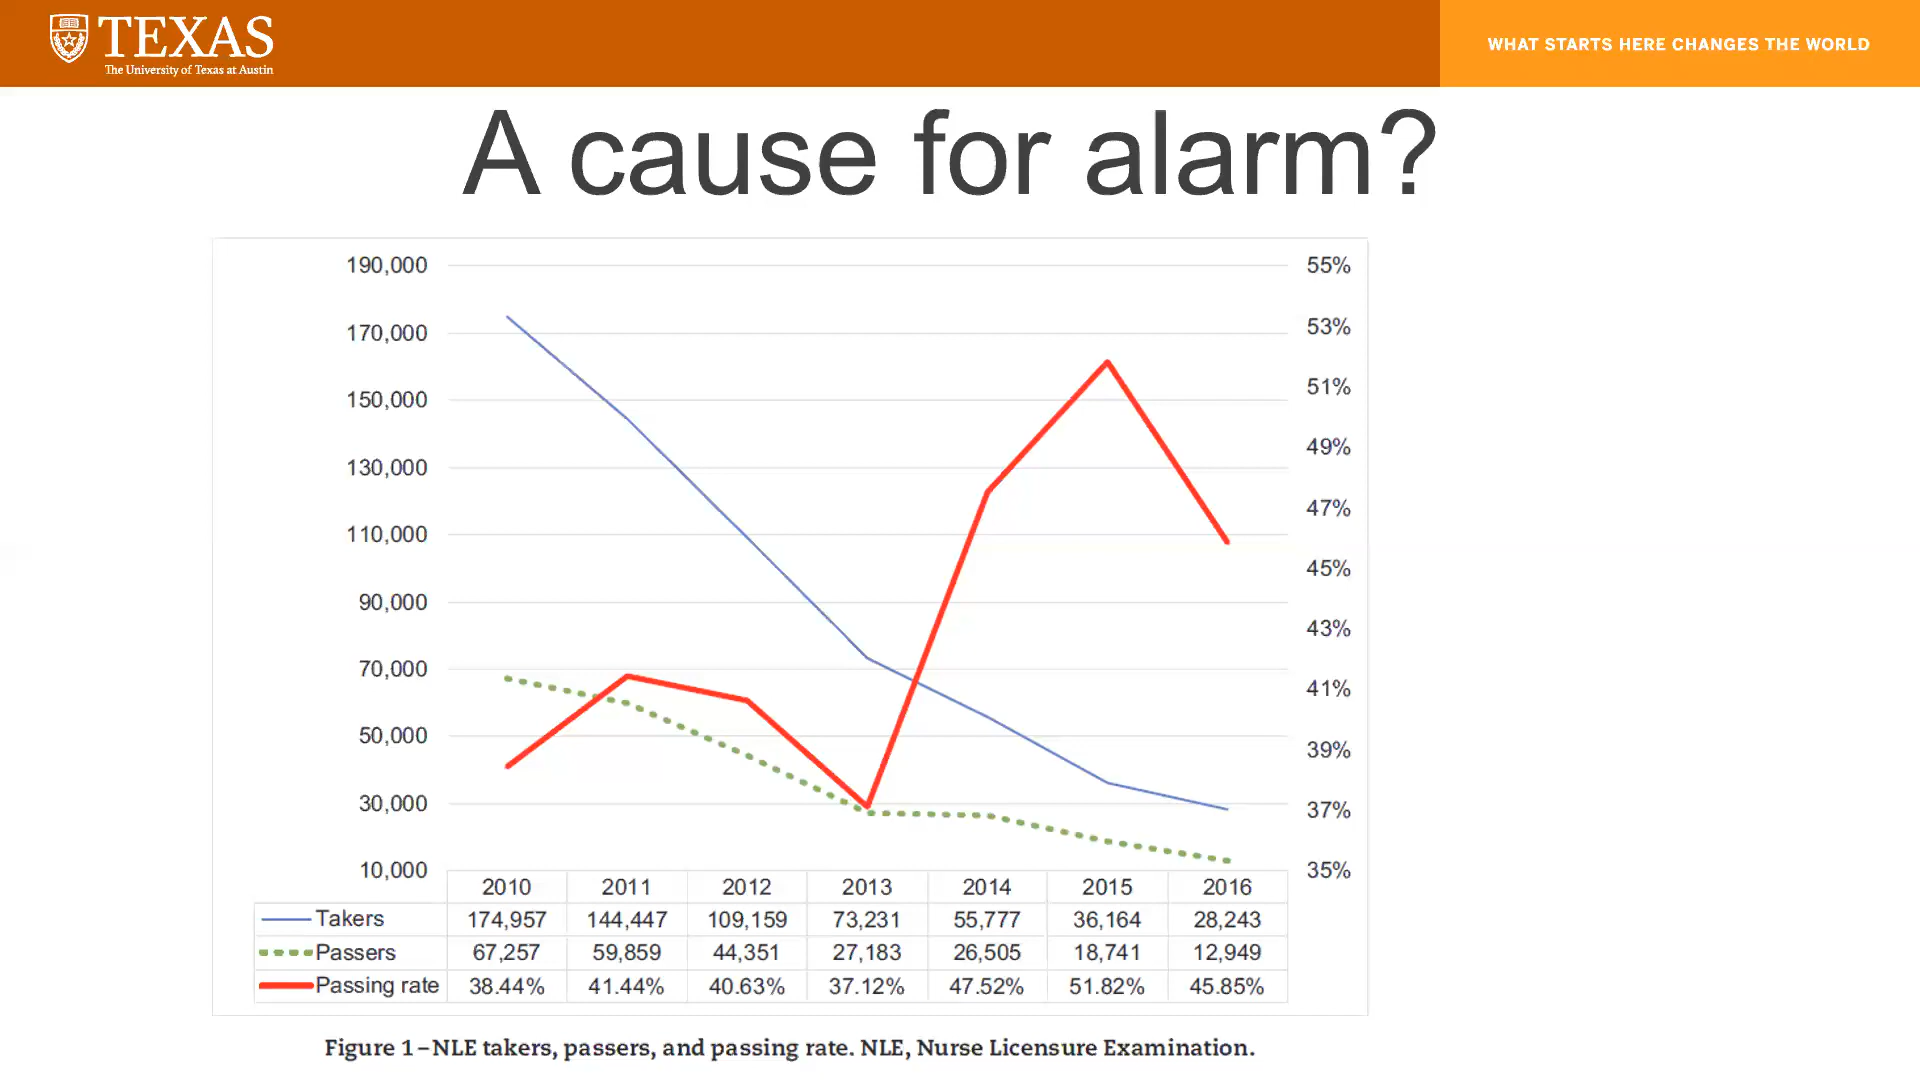 TEXAS
The University of Texas at Austin
WHAT STARTS HERE CHANGES THE WORLD
A cause for alarm?
190,000 55%
170,000 53%
150,000 51%
130,000 49%
110,000 47%
90,000 45%
70,000 43%
50,000 41%
30,000 39%
10,000 37%
35%
2010 2011 2012 2013 2014 2015 2016
Takers 174,957 144,447 109,159 73,231 55,777 36,164 28,243
Passers 67,257 59,859 44,351 27,183 26,505 18,741 12,949
Passing rate 38.44% 41.44% 40.63% 37.12% 47.52% 51.82% 45.85%
Figure 1–NLE takers, passers, and passing rate. NLE, Nurse Licensure Examination.